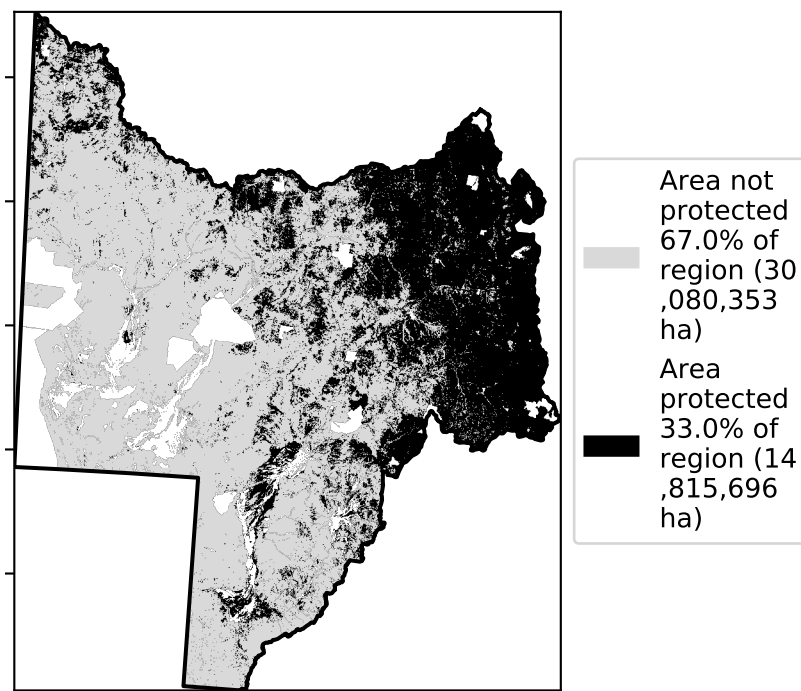 Area not
protected
67.0% of
region (30
,080,353
ha)
Area
protected
33.0% of
region (14
,815,696
ha)